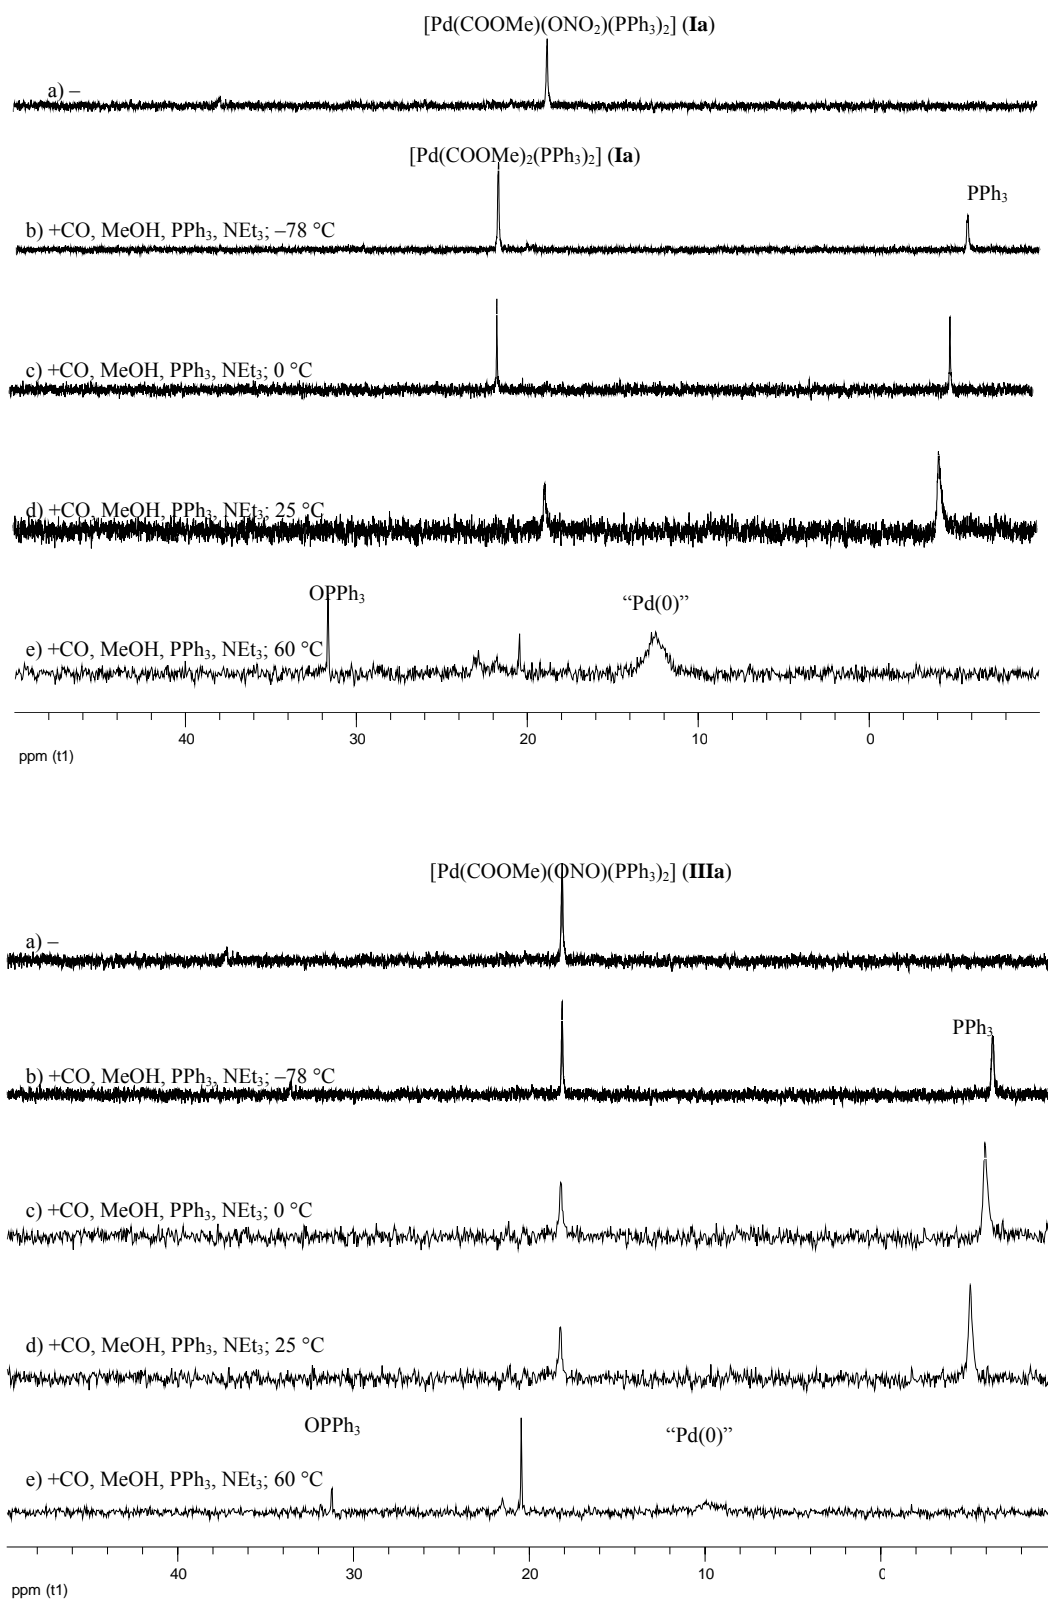 [Pd(COOMe)(ONO₂)(PPh₃)₂] (Ia)
a) –
[Pd(COOMe)₂(PPh₃)₂] (Ia)
PPh₃
b) +CO, MeOH, PPh₃, NEt₃; –78 °C
c) +CO, MeOH, PPh₃, NEt₃; 0 °C
d) +CO, MeOH, PPh₃, NEt₃; 25 °C
OPPh₃
“Pd(0)”
e) +CO, MeOH, PPh₃, NEt₃; 60 °C
40 30 20 10 0
ppm (t1)
[Pd(COOMe)(ONO)(PPh₃)₂] (IIIa)
a) –
PPh₃
b) +CO, MeOH, PPh₃, NEt₃; –78 °C
c) +CO, MeOH, PPh₃, NEt₃; 0 °C
d) +CO, MeOH, PPh₃, NEt₃; 25 °C
OPPh₃
“Pd(0)”
e) +CO, MeOH, PPh₃, NEt₃; 60 °C
40 30 20 10 0
ppm (t1)